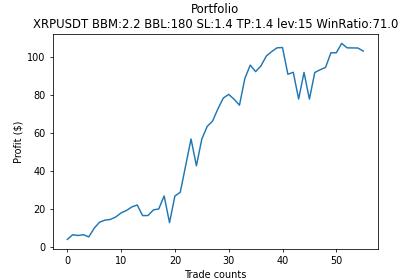 Portfolio
XRPUSDT BBM:2.2 BBL:180 SL:1.4 TP:1.4 lev:15 WinRatio:71.0
100
80
60
40
20
0
Profit ($)
0 10 20 30 40 50
Trade counts